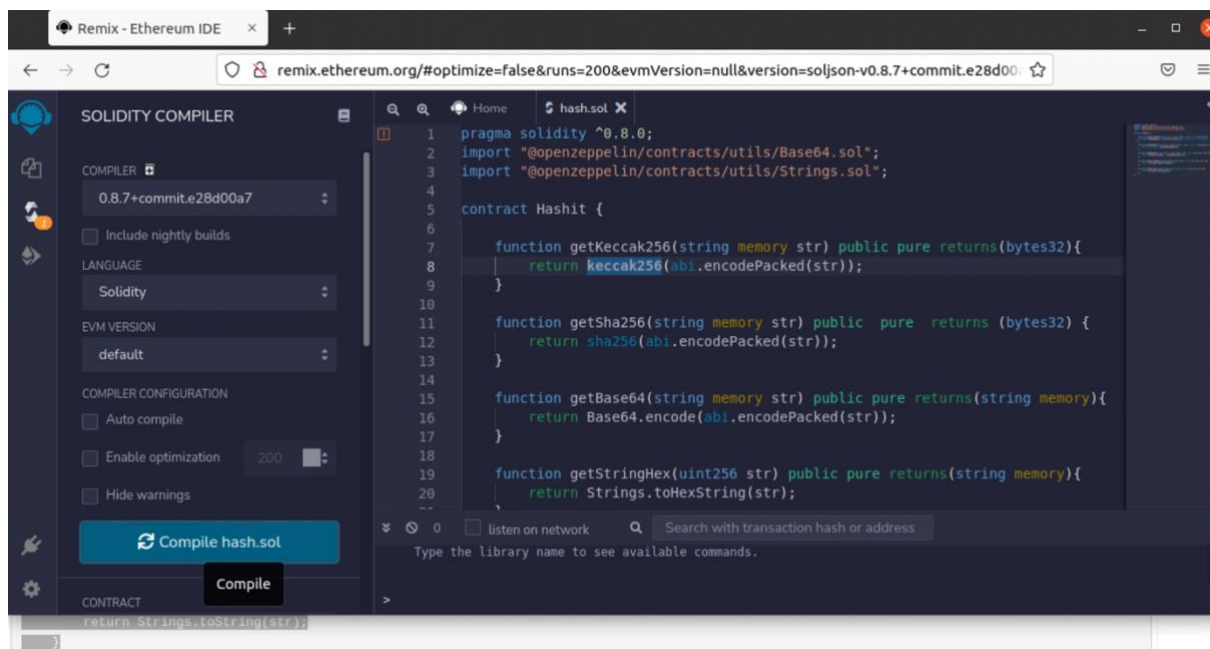 Remix - Ethereum IDE
remix.ethereum.org/#optimize=false&runs=200&evmVersion=null&version=soljson-v0.8.7+commit.e28d00
SOLIDITY COMPILER
COMPILER
0.8.7+commit.e28d00a7
Include nightly builds
LANGUAGE
Solidity
EVM VERSION
default
COMPILER CONFIGURATION
Auto compile
Enable optimization 200
Hide warnings
Compile hash.sol
Compile
CONTRACT
Home hash.sol
1 pragma solidity ^0.8.0;
2 import "@openzeppelin/contracts/utils/Base64.sol";
3 import "@openzeppelin/contracts/utils/Strings.sol";
4
5 contract Hashit {
6
7 function getKeccak256(string memory str) public pure returns(bytes32){
8 return keccak256(abi.encodePacked(str));
9 }
10
11 function getSha256(string memory str) public pure returns (bytes32) {
12 return sha256(abi.encodePacked(str));
13 }
14
15 function getBase64(string memory str) public pure returns(string memory){
16 return Base64.encode(abi.encodePacked(str));
17 }
18
19 function getStringHex(uint256 str) public pure returns(string memory){
20 return Strings.toHexString(str);
0 listen on network Search with transaction hash or address
Type the library name to see available commands.
>
return Strings.toString(str);
}